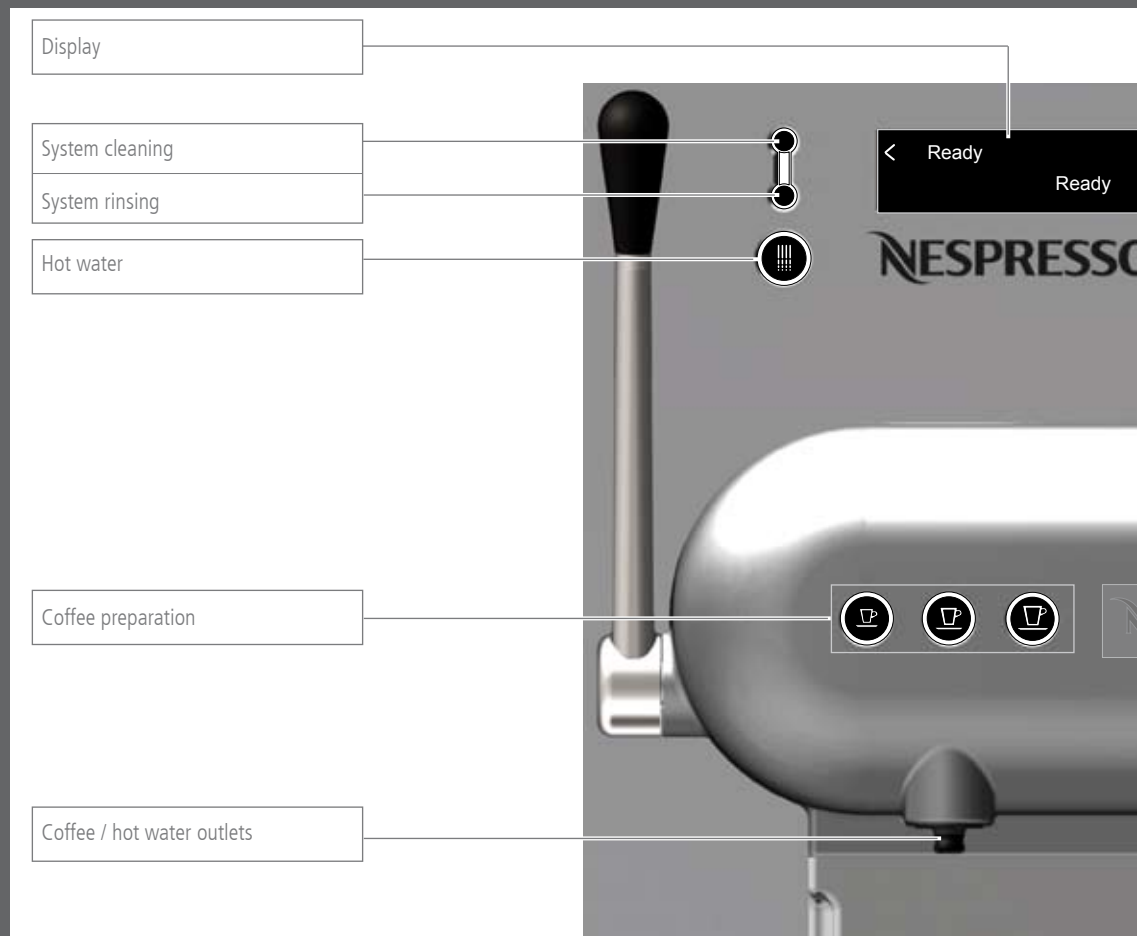 Display
System cleaning
System rinsing
Hot water
< Ready
Ready
NESPRESSO
Coffee preparation
Coffee / hot water outlets